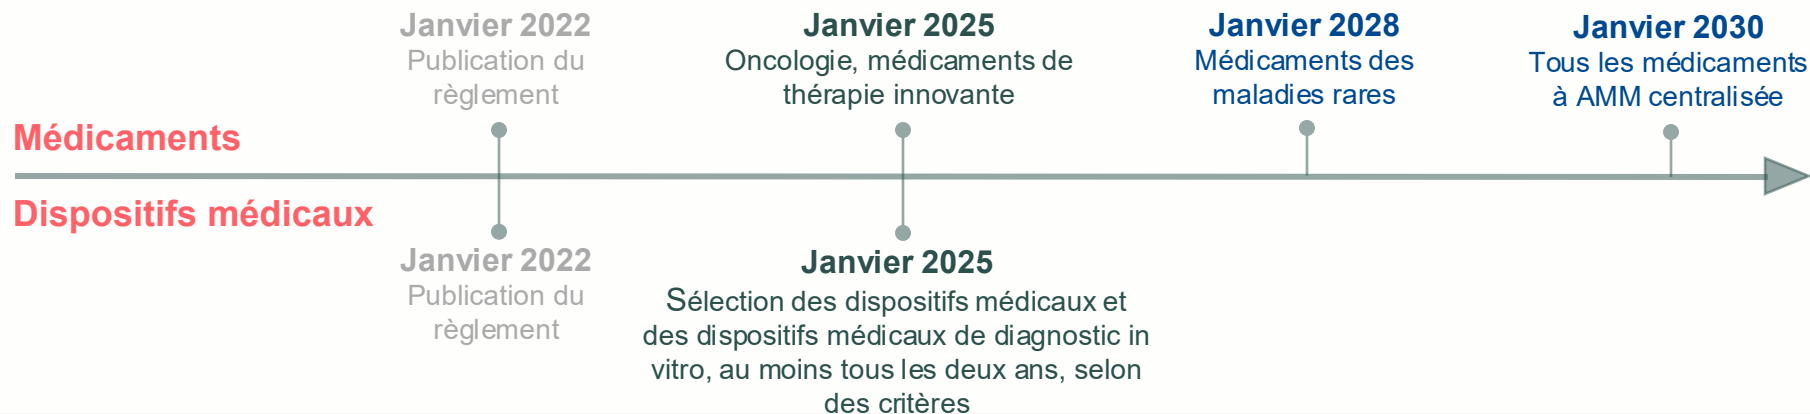 Janvier 2022
Publication du
règlement
Janvier 2025
Oncologie, médicaments de
thérapie innovante
Janvier 2028
Médicaments des
maladies rares
Janvier 2030
Tous les médicaments
à AMM centralisée
Médicaments
Dispositifs médicaux
Janvier 2022
Publication du
règlement
Janvier 2025
Sélection des dispositifs médicaux et
des dispositifs médicaux de diagnostic in
vitro, au moins tous les deux ans, selon
des critères